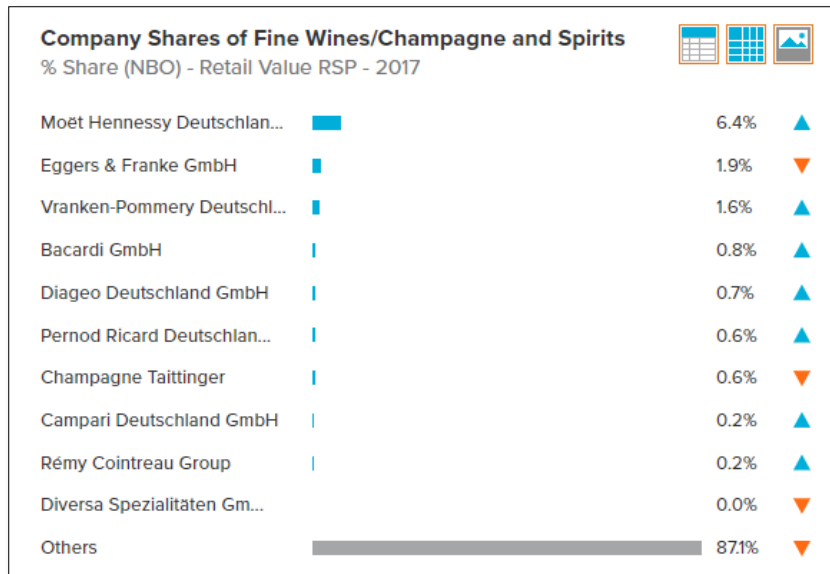 Company Shares of Fine Wines/Champagne and Spirits
% Share (NBO) - Retail Value RSP - 2017
Moët Hennessy Deutschlan... 6.4%
Eggers & Franke GmbH 1.9%
Vranken-Pommery Deutschl... 1.6%
Bacardi GmbH 0.8%
Diageo Deutschland GmbH 0.7%
Pernod Ricard Deutschlan... 0.6%
Champagne Taittinger 0.6%
Campari Deutschland GmbH 0.2%
Rémy Cointreau Group 0.2%
Diversa Spezialitäten Gm... 0.0%
Others 87.1%